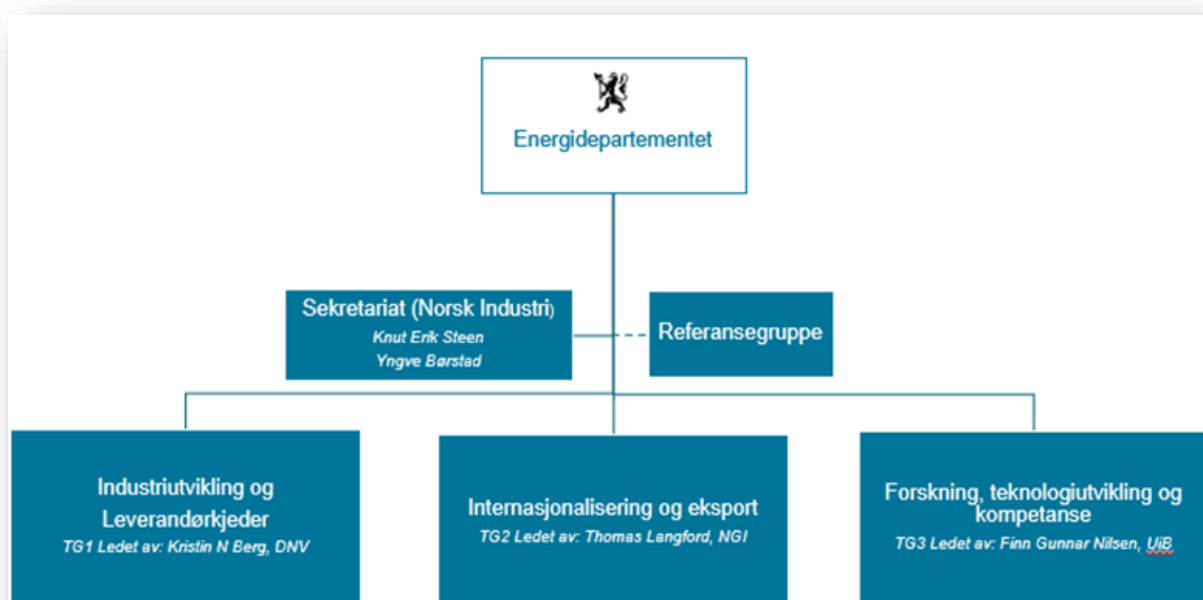 Energidepartementet
Sekretariat (Norsk Industri)
Knut Erik Steen
Yngve Børstad
Referansegruppe
Industriutvikling og
Leverandørkjeder
TG1 Ledet av: Kristin N Berg, DNV
Internasjonalisering og eksport
TG2 Ledet av: Thomas Langford, NGI
Forskning, teknologiutvikling og
kompetanse
TG3 Ledet av: Finn Gunnar Nilsen, UiB